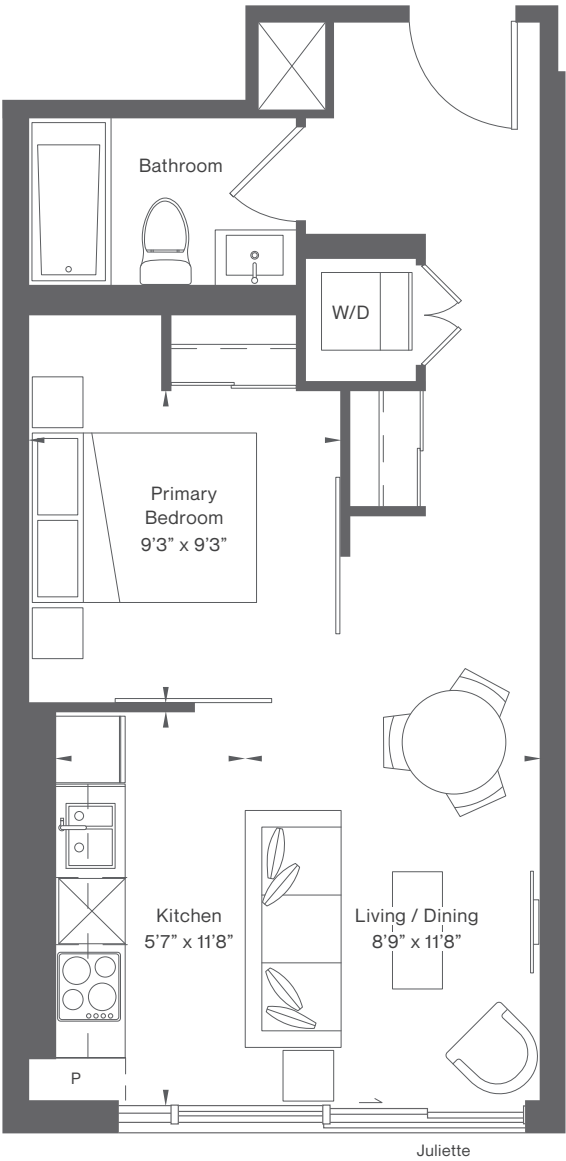 Bathroom
W/D
Primary
Bedroom
9’3” x 9’3”
Kitchen
5’7” x 11’8”
Living / Dining
8’9” x 11’8”
P
Juliette